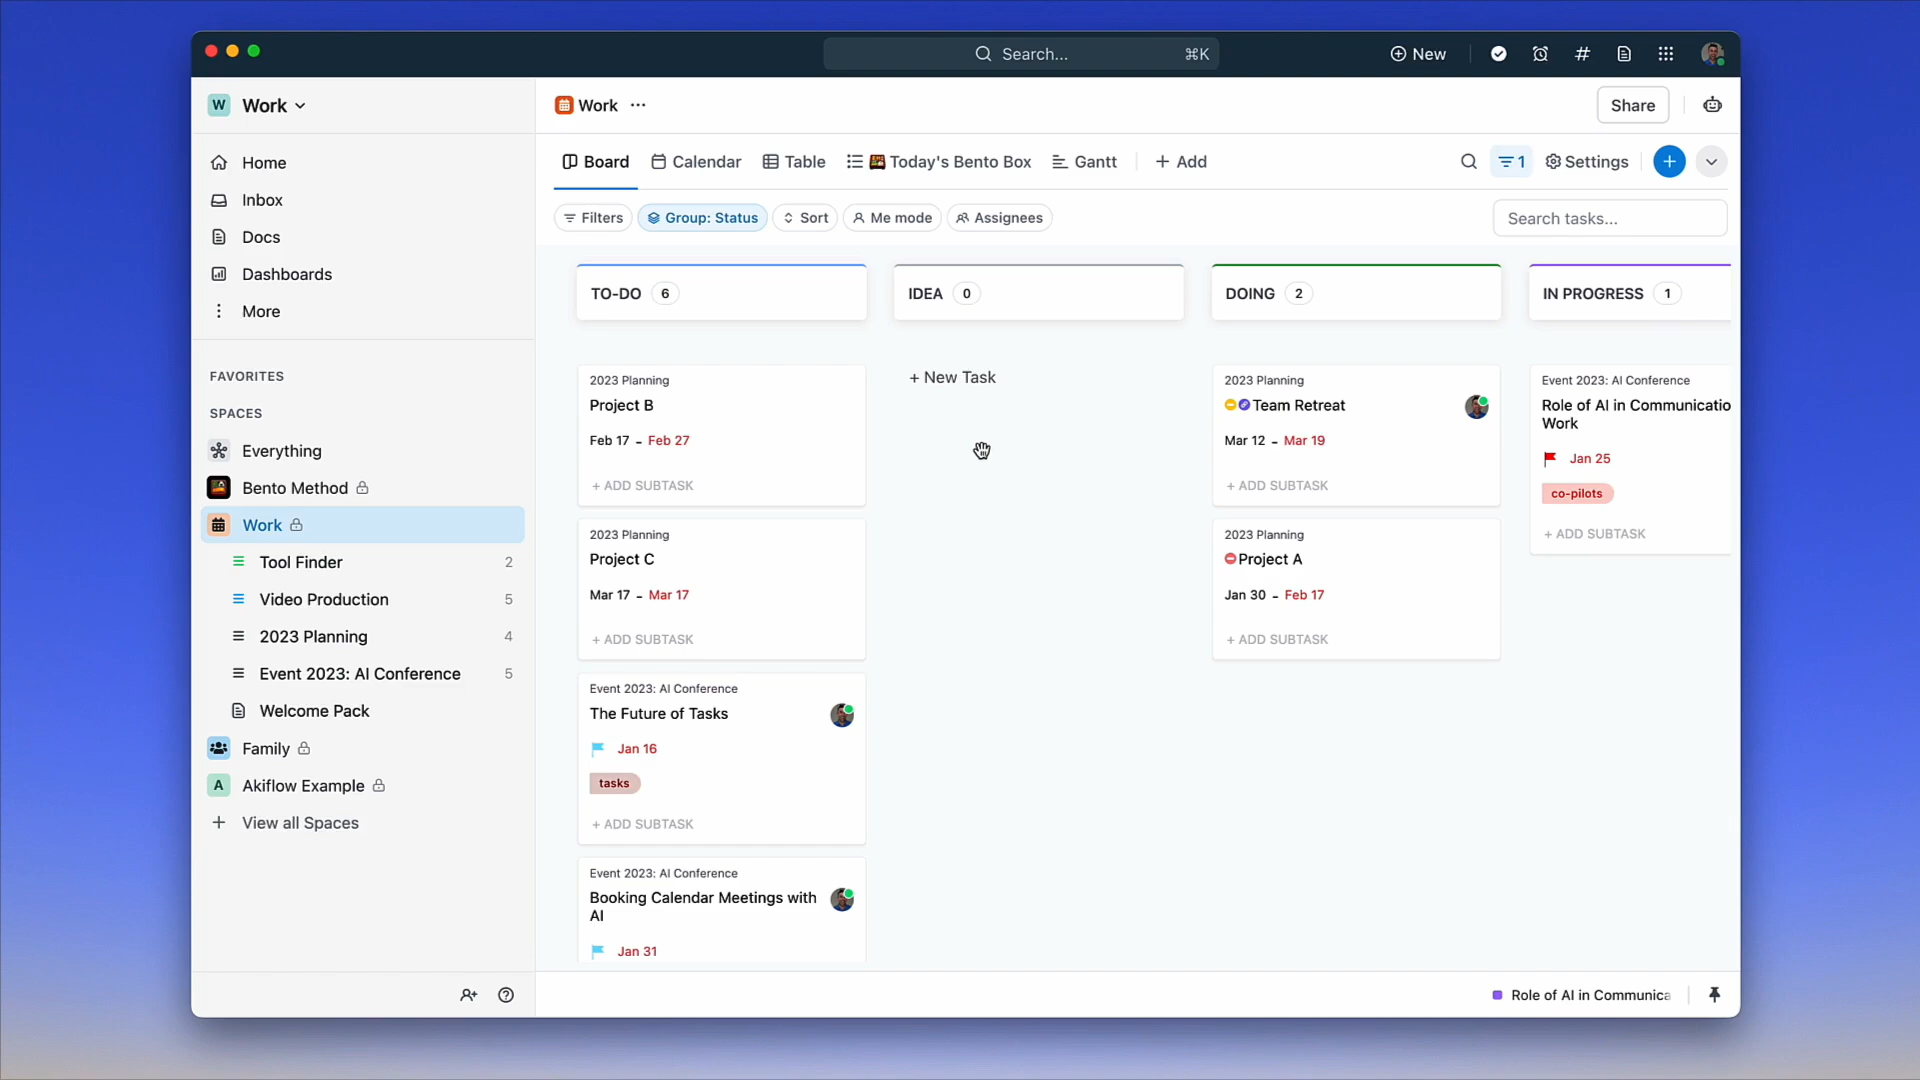 Search... ⌘K
New
W Work
Work ...
Share
Home
Inbox
Docs
Dashboards
More
FAVORITES
SPACES
Everything
Bento Method
Work
Tool Finder 2
Video Production 5
2023 Planning 4
Event 2023: AI Conference 5
Welcome Pack
Family
A Akiflow Example
+ View all Spaces
Board Calendar Table Today's Bento Box Gantt + Add
1 Settings
Filters Group: Status Sort Me mode Assignees
Search tasks...
TO-DO 6
2023 Planning
Project B
Feb 17 - Feb 27
+ ADD SUBTASK
2023 Planning
Project C
Mar 17 - Mar 17
+ ADD SUBTASK
Event 2023: AI Conference
The Future of Tasks
Jan 16
tasks
+ ADD SUBTASK
Event 2023: AI Conference
Booking Calendar Meetings with
AI
Jan 31
IDEA 0
+ New Task
DOING 2
2023 Planning
Team Retreat
Mar 12 - Mar 19
+ ADD SUBTASK
2023 Planning
Project A
Jan 30 - Feb 17
+ ADD SUBTASK
IN PROGRESS 1
Event 2023: AI Conference
Role of AI in Communicatio
Work
Jan 25
co-pilots
+ ADD SUBTASK
Role of AI in Communica